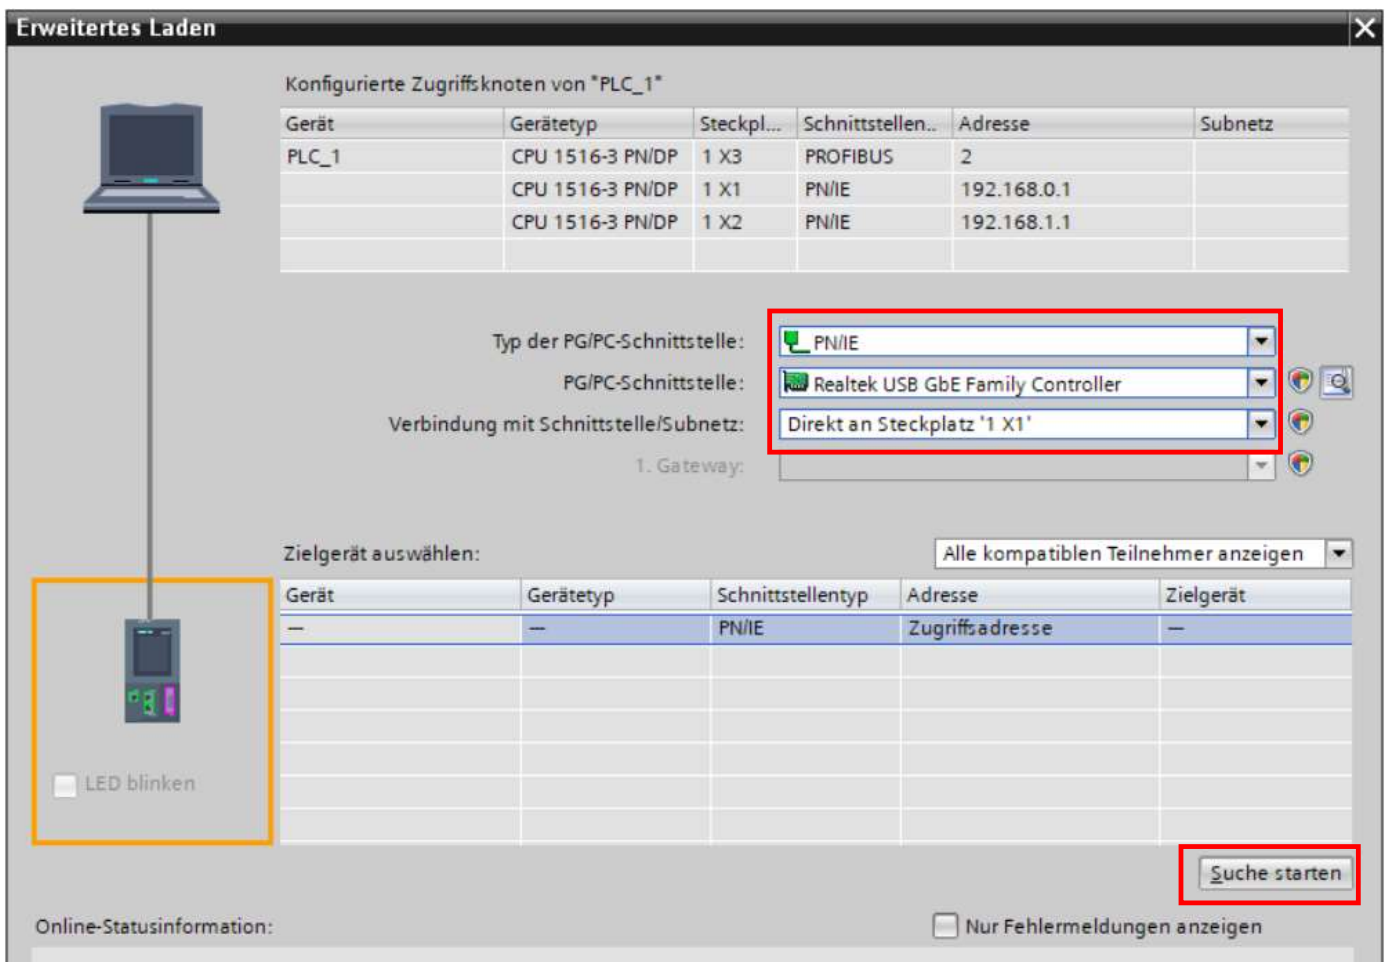 Erweitertes Laden
Konfigurierte Zugriffsknoten von "PLC_1"
Gerät Gerätetyp Steckpl... Schnittstellen.. Adresse Subnetz
PLC_1 CPU 1516-3 PN/DP 1 X3 PROFIBUS 2
CPU 1516-3 PN/DP 1 X1 PN/IE 192.168.0.1
CPU 1516-3 PN/DP 1 X2 PN/IE 192.168.1.1
Typ der PG/PC-Schnittstelle: PN/IE
PG/PC-Schnittstelle: Realtek USB GbE Family Controller
Verbindung mit Schnittstelle/Subnetz: Direkt an Steckplatz '1 X1'
1. Gateway:
Zielgerät auswählen: Alle kompatiblen Teilnehmer anzeigen
Gerät Gerätetyp Schnittstellentyp Adresse Zielgerät
— — PN/IE Zugriffsadresse —
LED blinken
Suche starten
Online-Statusinformation: Nur Fehlermeldungen anzeigen